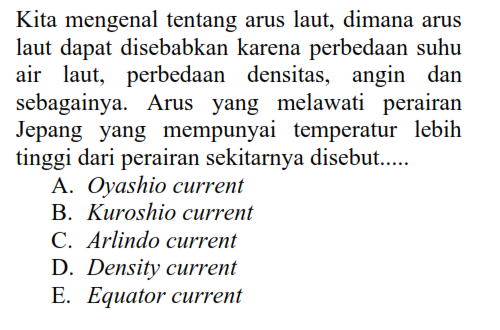 Kita mengenal tentang arus laut, dimana arus
laut dapat disebabkan karena perbedaan suhu
air laut, perbedaan densitas, angin dan
sebagainya. Arus yang melawati perairan
Jepang yang mempunyai temperatur lebih
tinggi dari perairan sekitarnya disebut.....
A. Oyashio current
B. Kuroshio current
C. Arlindo current
D. Density current
E. Equator current